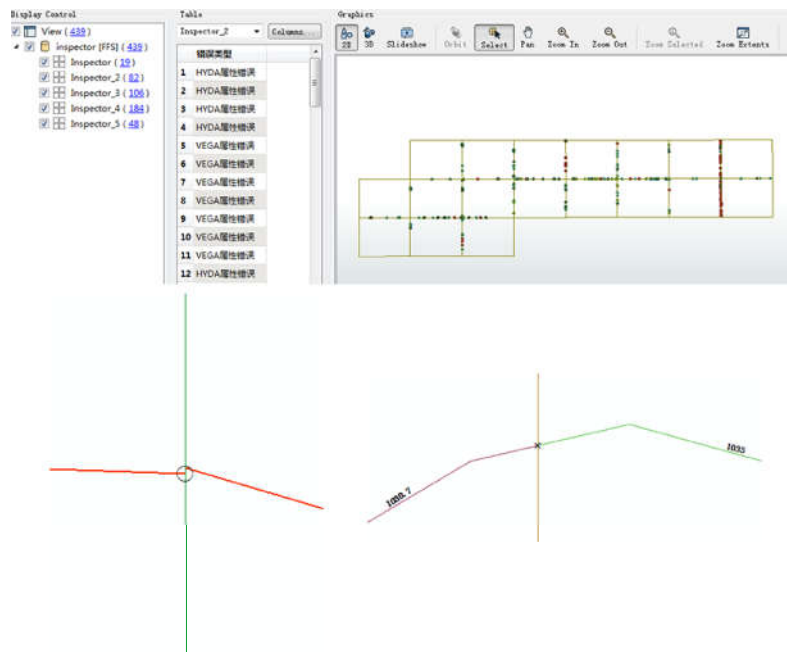 Display Control
View ( 439 )
inspector [FFS] ( 439 )
Inspector ( 19 )
Inspector_2 ( 82 )
Inspector_3 ( 106 )
Inspector_4 ( 184 )
Inspector_5 ( 48 )
Table
Inspector_2 Columns...
错误类型
1 HYDA属性错误
2 HYDA属性错误
3 HYDA属性错误
4 HYDA属性错误
5 VEGA属性错误
6 VEGA属性错误
7 VEGA属性错误
8 VEGA属性错误
9 VEGA属性错误
10 VEGA属性错误
11 VEGA属性错误
12 HYDA属性错误
Graphics
2D 3D Slideshow Orbit Select Pan Zoom In Zoom Out Zoom Selected Zoom Extents
1030.7
1035